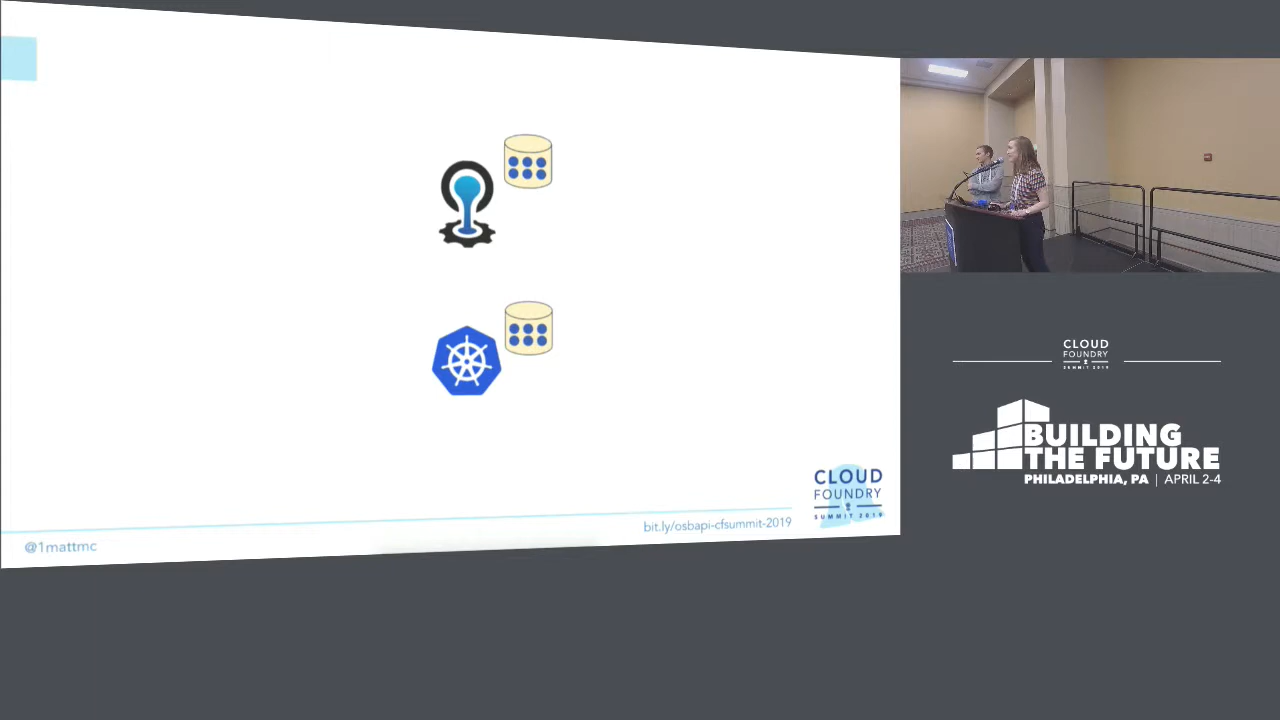 @1mattmc
bit.ly/osbapi-cfsummit-2019
CLOUD
FOUNDRY
SUMMIT 2019
CLOUD
FOUNDRY
SUMMIT 2019
BUILDING
THE FUTURE
PHILADELPHIA, PA | APRIL 2-4